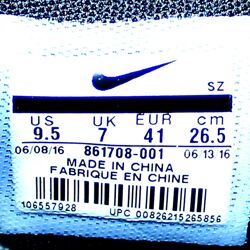 SZ
US UK EUR cm
9.5 7 41 26.5
06/08/16 861708-001 06 13 16
MADE IN CHINA
FABRIQUE EN CHINE
106557928
UPC 00826215265856